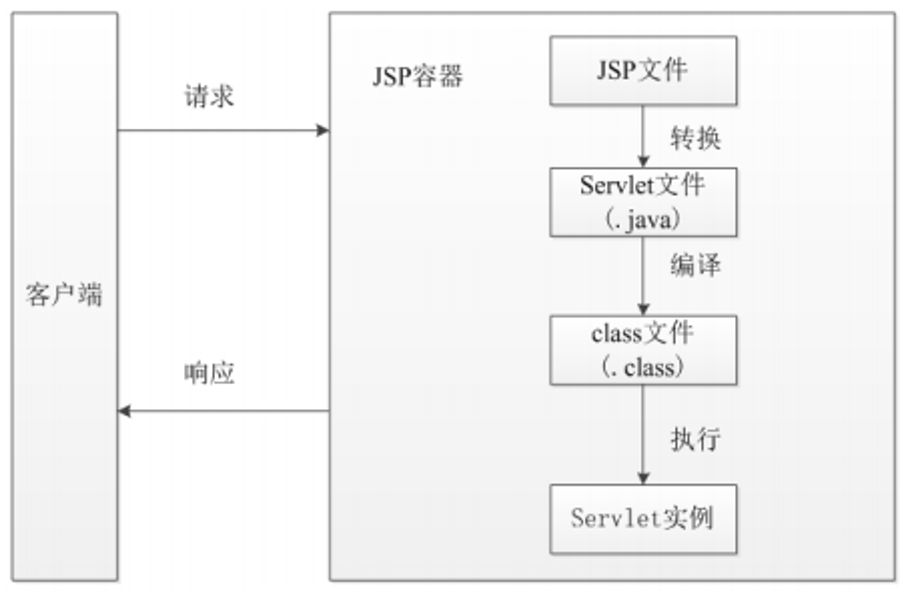 客户端
请求
响应
JSP容器
JSP文件
转换
Servlet文件
(. java)
编译
class文件
(. class)
执行
Servlet实例